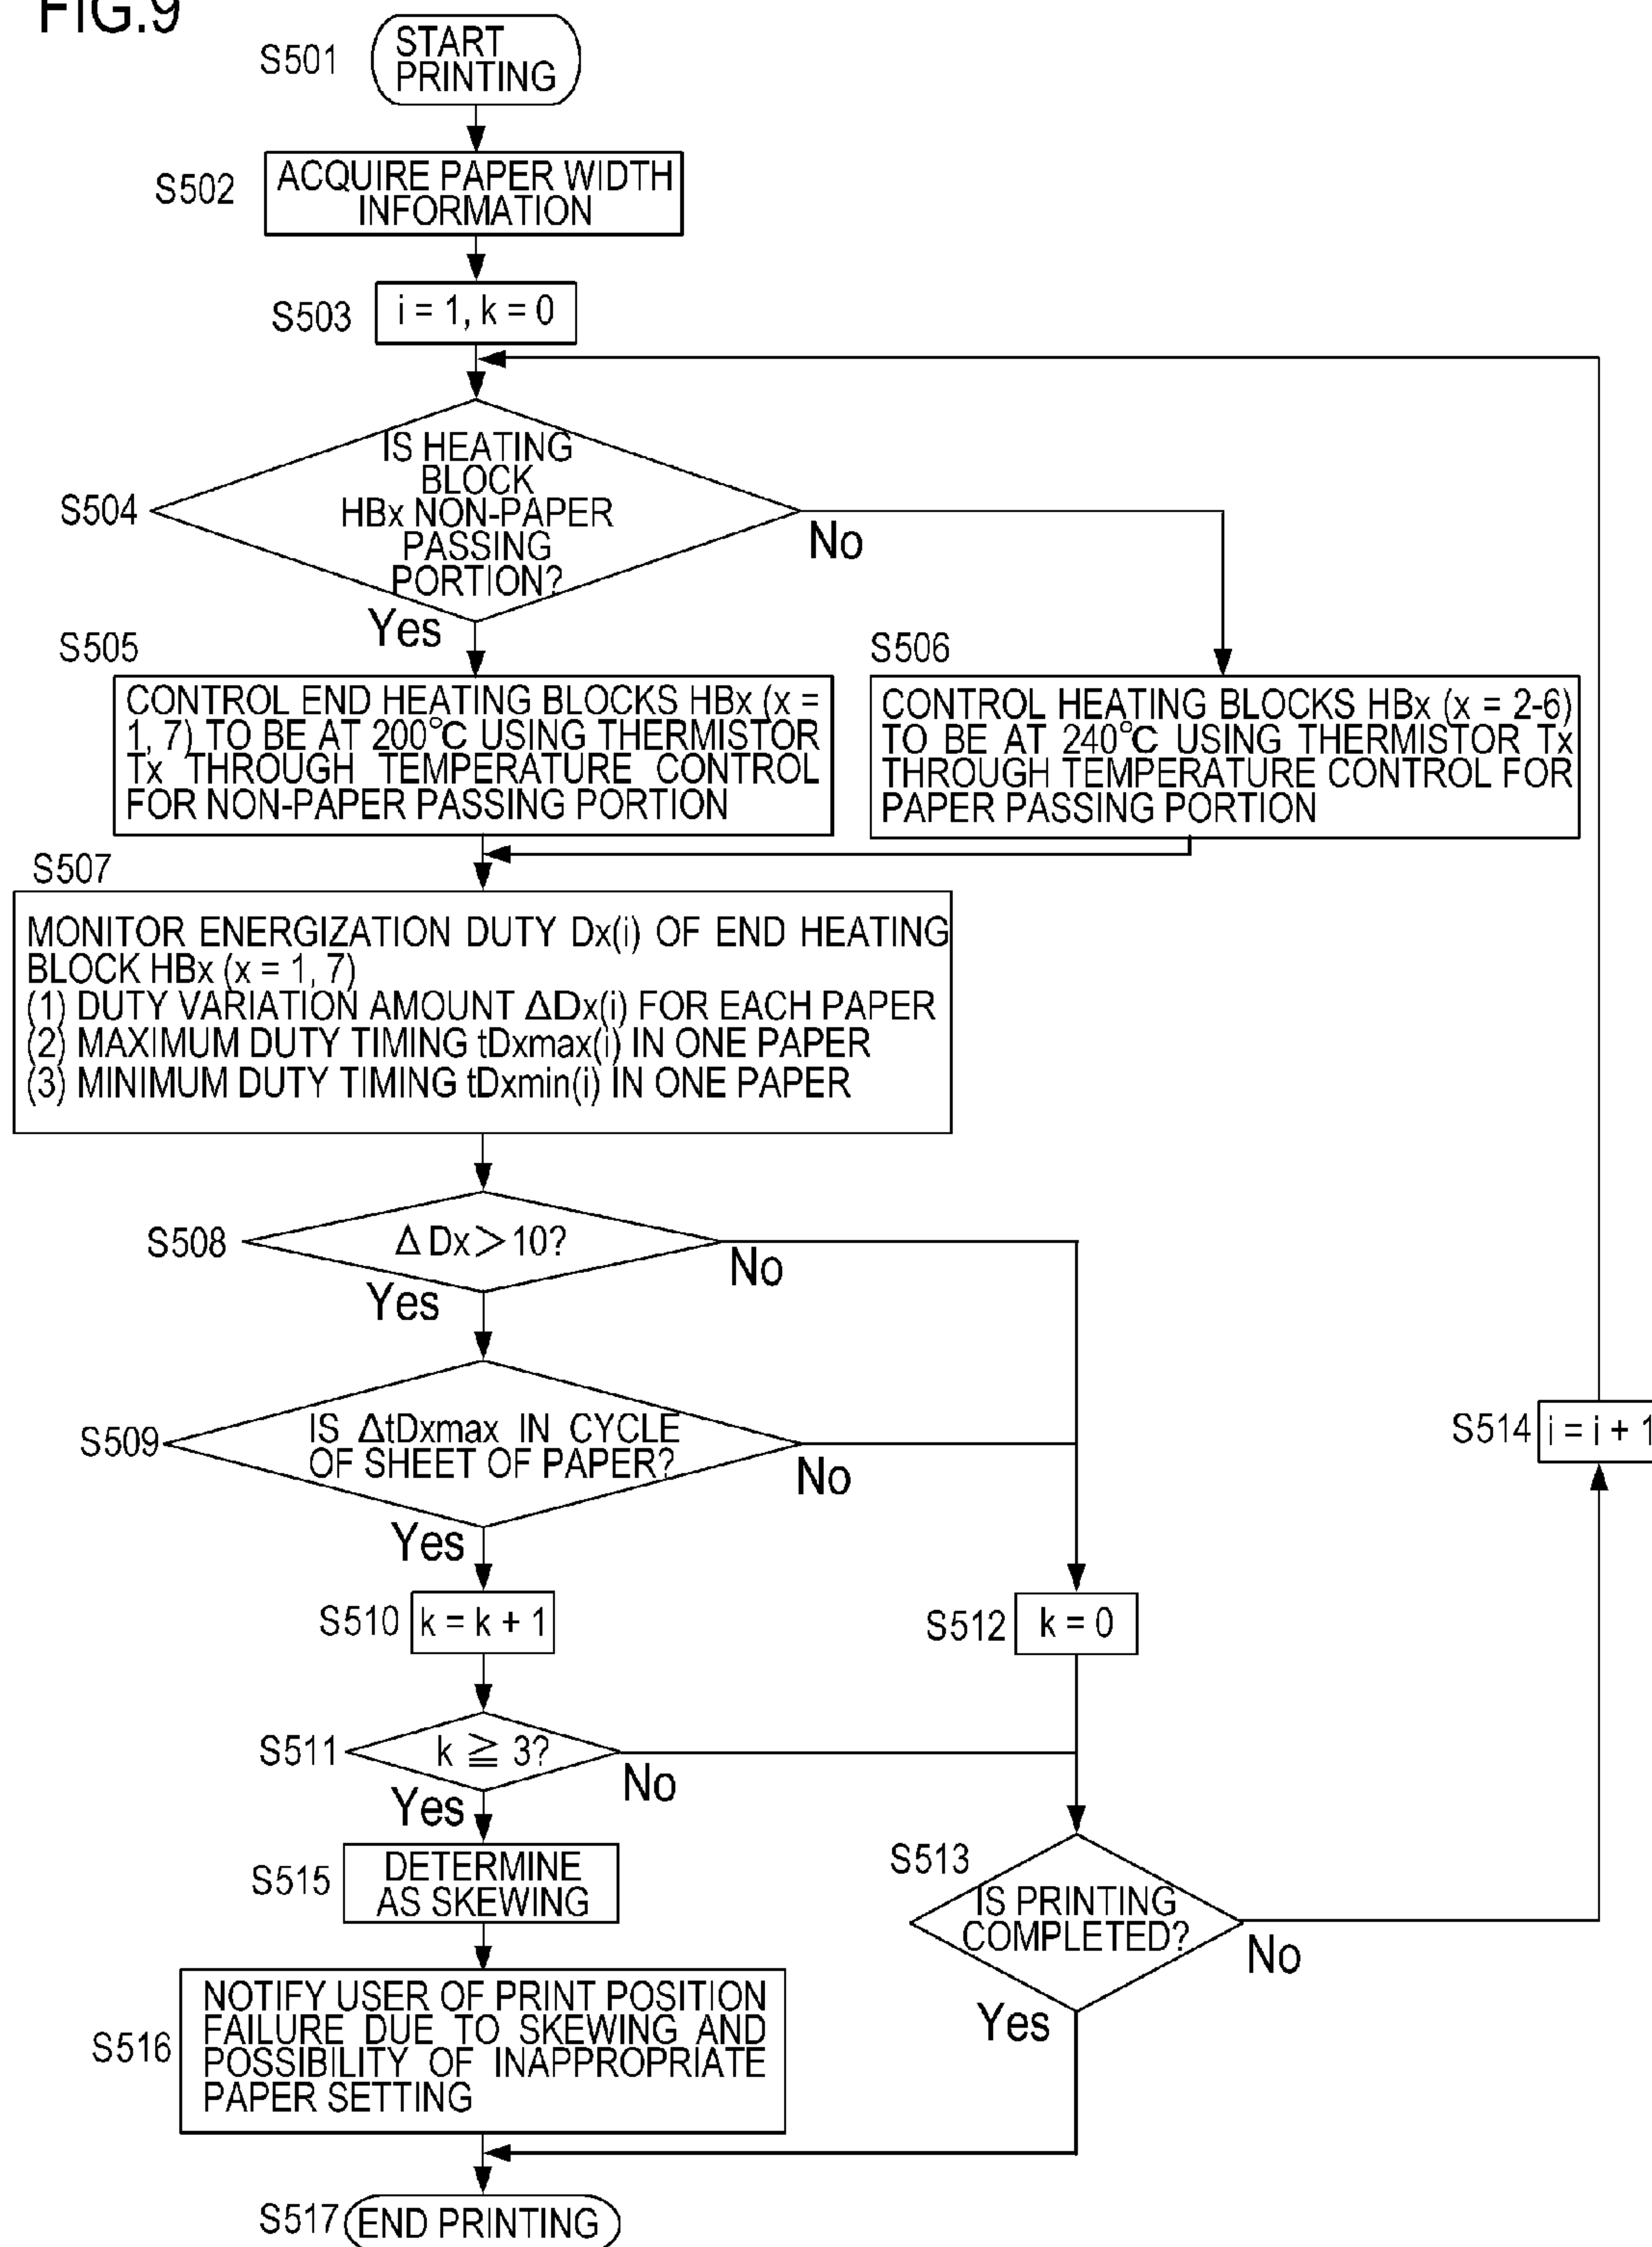 FIG.9
S501
START
PRINTING
S502
ACQUIRE PAPER WIDTH
INFORMATION
S503
i = 1, k = 0
S504
IS HEATING
BLOCK
HBx NON-PAPER
PASSING
PORTION?
No
Yes
S505
CONTROL END HEATING BLOCKS HBx (x =
1, 7) TO BE AT 200°C USING THERMISTOR
Tx THROUGH TEMPERATURE CONTROL
FOR NON-PAPER PASSING PORTION
S506
CONTROL HEATING BLOCKS HBx (x = 2-6)
TO BE AT 240°C USING THERMISTOR Tx
THROUGH TEMPERATURE CONTROL FOR
PAPER PASSING PORTION
S507
MONITOR ENERGIZATION DUTY Dx(i) OF END HEATING
BLOCK HBx (x = 1, 7)
(1) DUTY VARIATION AMOUNT ΔDx(i) FOR EACH PAPER
(2) MAXIMUM DUTY TIMING tDxmax(i) IN ONE PAPER
(3) MINIMUM DUTY TIMING tDxmin(i) IN ONE PAPER
S508
Δ Dx > 10?
No
Yes
S509
IS ΔtDxmax IN CYCLE
OF SHEET OF PAPER?
No
Yes
S514
i = i + 1
S510
k = k + 1
S512
k = 0
S511
k ≧ 3?
No
Yes
S515
DETERMINE
AS SKEWING
S513
IS PRINTING
COMPLETED?
No
Yes
S516
NOTIFY USER OF PRINT POSITION
FAILURE DUE TO SKEWING AND
POSSIBILITY OF INAPPROPRIATE
PAPER SETTING
S517
END PRINTING